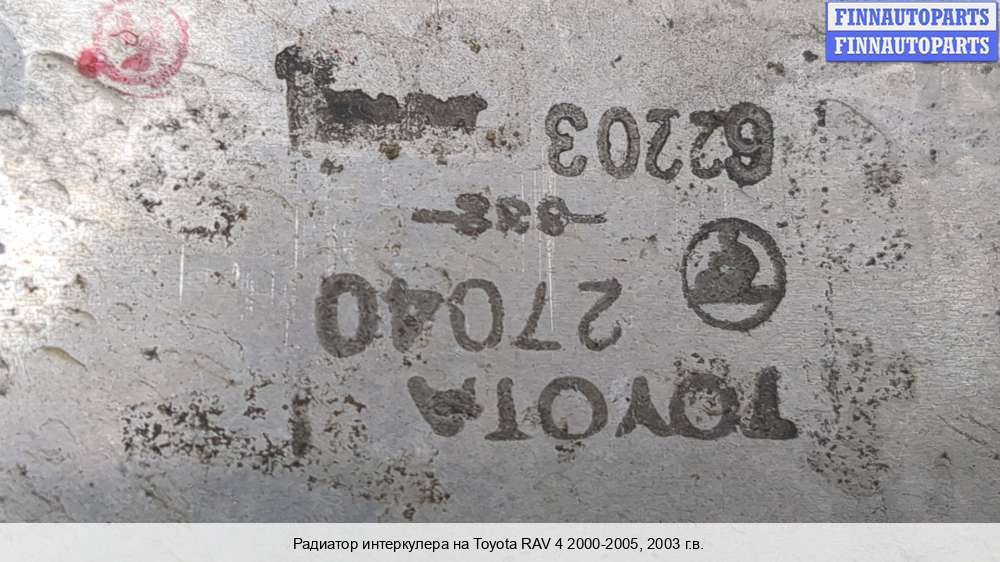 FINNAUTOPARTS
FINNAUTOPARTS
TOYOTA
27040
62203
Радиатор интеркулера на Toyota RAV 4 2000-2005, 2003 г.в.